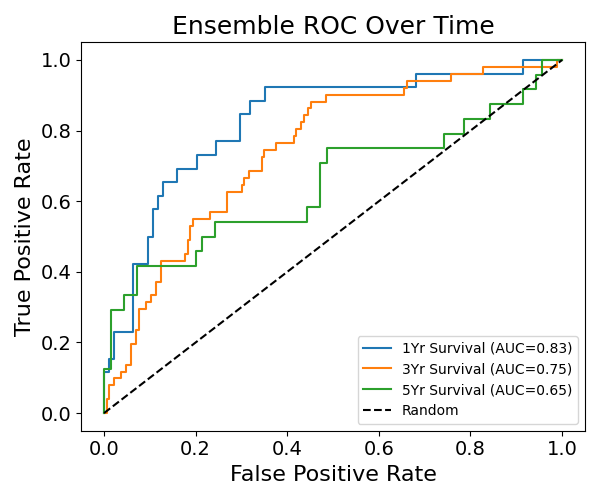 Ensemble ROC Over Time
True Positive Rate
1.0
0.8
0.6
0.4
0.2
0.0
1Yr Survival (AUC=0.83)
3Yr Survival (AUC=0.75)
5Yr Survival (AUC=0.65)
Random
0.0 0.2 0.4 0.6 0.8 1.0
False Positive Rate